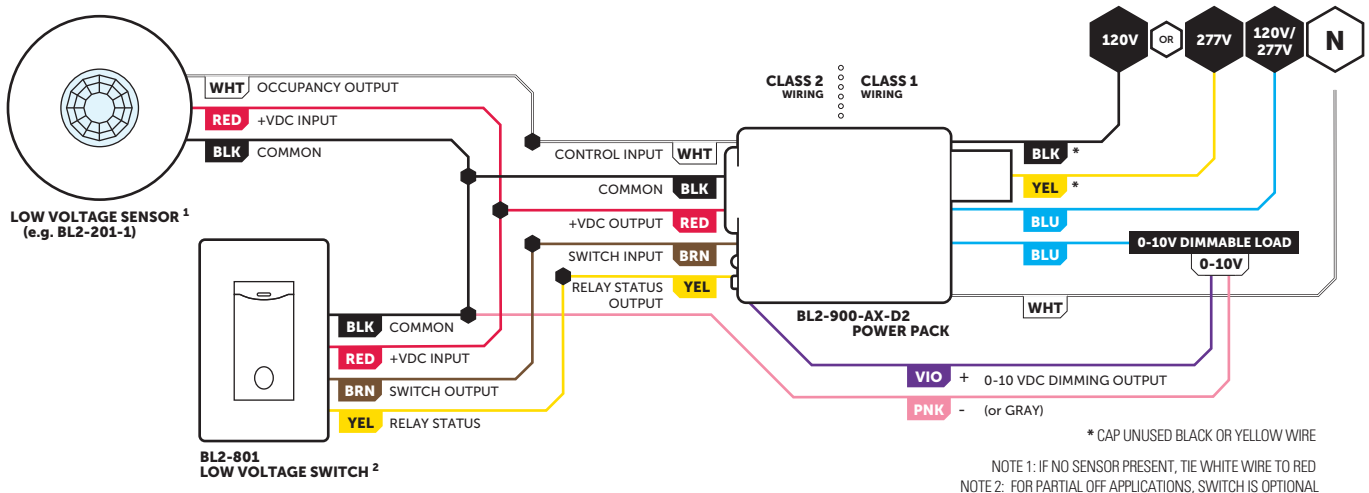 120V
OR
277V
120V/
277V
N
WHT OCCUPANCY OUTPUT
RED +VDC INPUT
BLK COMMON
LOW VOLTAGE SENSOR 1
(e.g. BL2-201-1)
CLASS 2
WIRING
CLASS 1
WIRING
CONTROL INPUT WHT
COMMON BLK
+VDC OUTPUT RED
SWITCH INPUT BRN
RELAY STATUS
OUTPUT
YEL
BLK *
YEL *
BLU
BLU
0-10V DIMMABLE LOAD
0-10V
WHT
BL2-900-AX-D2
POWER PACK
BLK COMMON
RED +VDC INPUT
BRN SWITCH OUTPUT
YEL RELAY STATUS
BL2-801
LOW VOLTAGE SWITCH 2
VIO + 0-10 VDC DIMMING OUTPUT
PNK - (or GRAY)
* CAP UNUSED BLACK OR YELLOW WIRE
NOTE 1: IF NO SENSOR PRESENT, TIE WHITE WIRE TO RED
NOTE 2: FOR PARTIAL OFF APPLICATIONS, SWITCH IS OPTIONAL